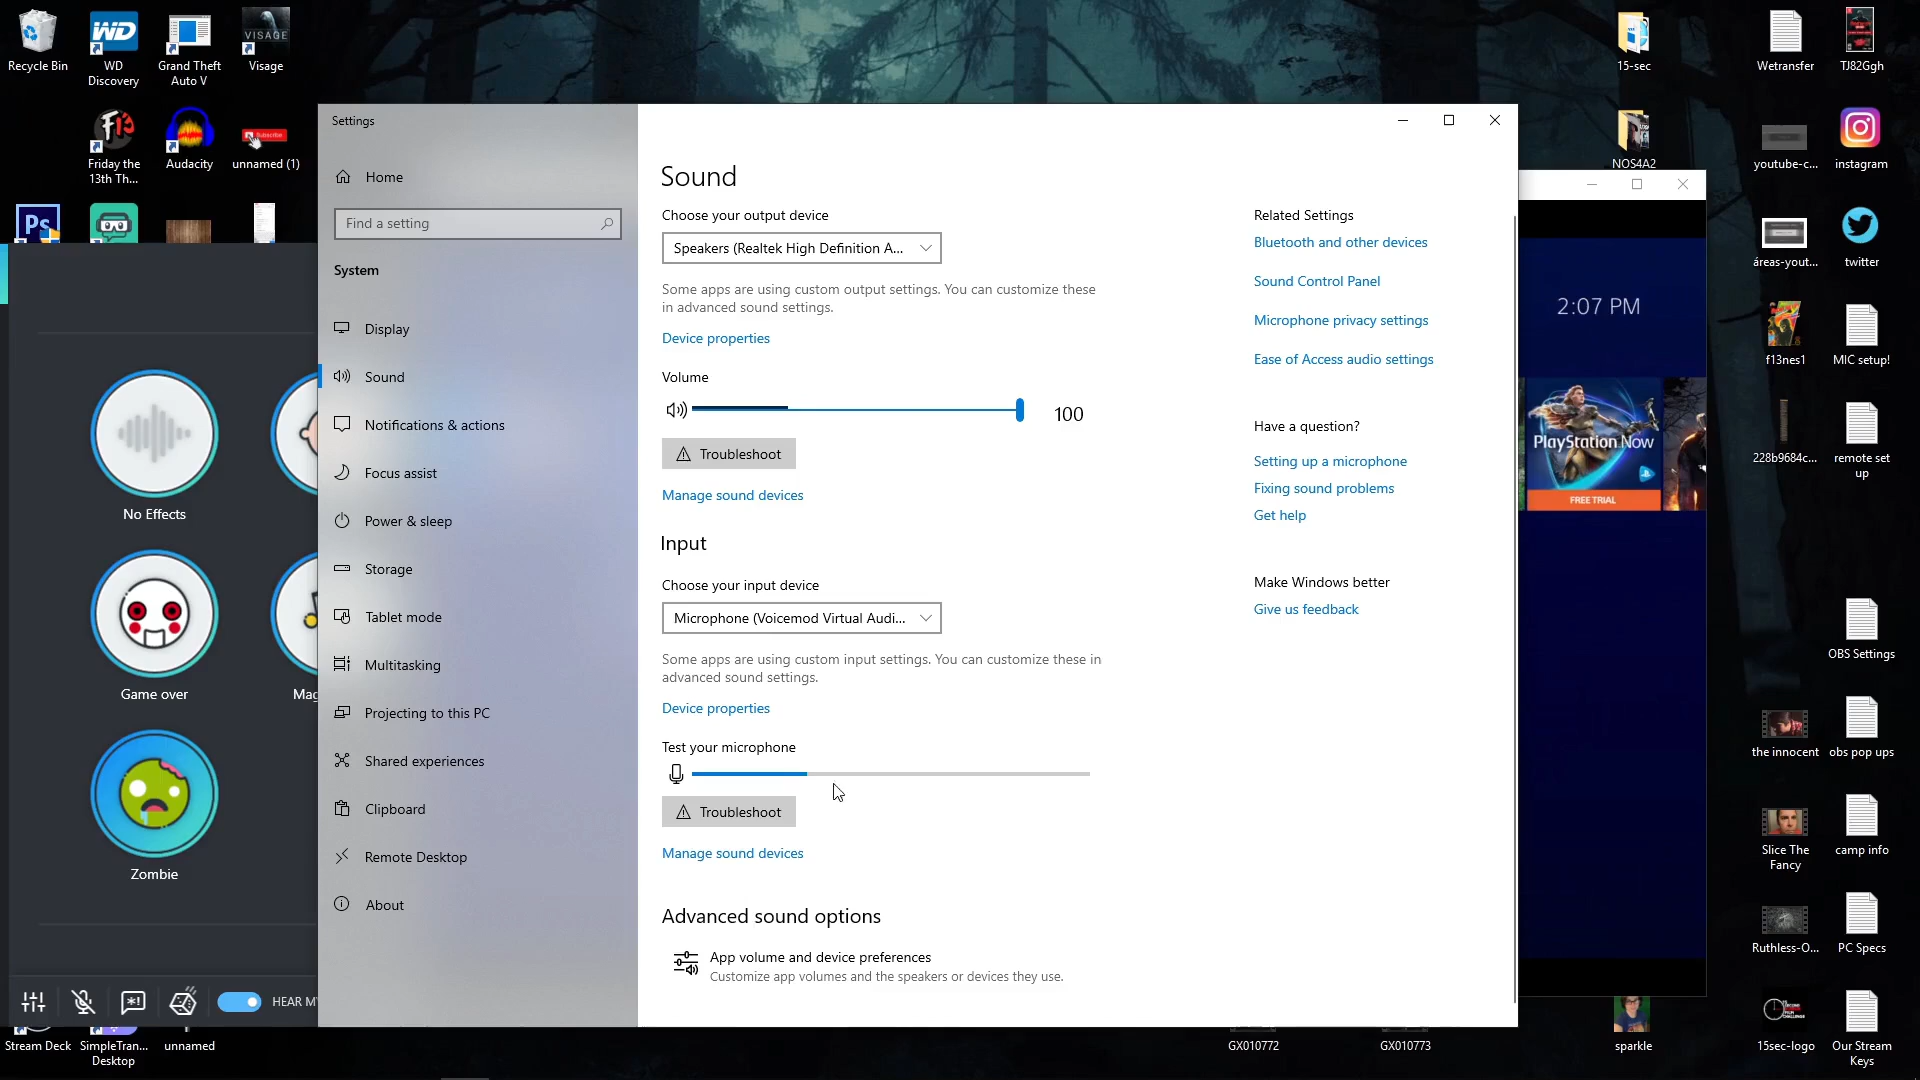 Recycle Bin
WD
Discovery
Grand Theft
Auto V
VISAGE
Visage
Friday the
13th Th...
Audacity
Subscribe
unnamed (1)
Ps
No Effects
Game over
Mag
Zombie
HEAR M
Stream Deck
SimpleTran...
Desktop
unnamed
Settings
Home
Find a setting
System
Display
Sound
Notifications & actions
Focus assist
Power & sleep
Storage
Tablet mode
Multitasking
Projecting to this PC
Shared experiences
Clipboard
Remote Desktop
About
Sound
Choose your output device
Speakers (Realtek High Definition A...
Some apps are using custom output settings. You can customize these
in advanced sound settings.
Device properties
Volume
100
Troubleshoot
Manage sound devices
Input
Choose your input device
Microphone (Voicemod Virtual Audi...
Some apps are using custom input settings. You can customize these in
advanced sound settings.
Device properties
Test your microphone
Troubleshoot
Manage sound devices
Advanced sound options
App volume and device preferences
Customize app volumes and the speakers or devices they use.
Related Settings
Bluetooth and other devices
Sound Control Panel
Microphone privacy settings
Ease of Access audio settings
Have a question?
Setting up a microphone
Fixing sound problems
Get help
Make Windows better
Give us feedback
15-sec
NOS4A2
2:07 PM
PlayStation Now
FREE TRIAL
Wetransfer
TJ82Ggh
youtube-c...
instagram
áreas-yout...
twitter
f13nes1
MIC setup!
228b9684c...
remote set
up
OBS Settings
the innocent
obs pop ups
Slice The
Fancy
camp info
Ruthless-O...
PC Specs
GX010772
GX010773
sparkle
15sec-logo
Our Stream
Keys